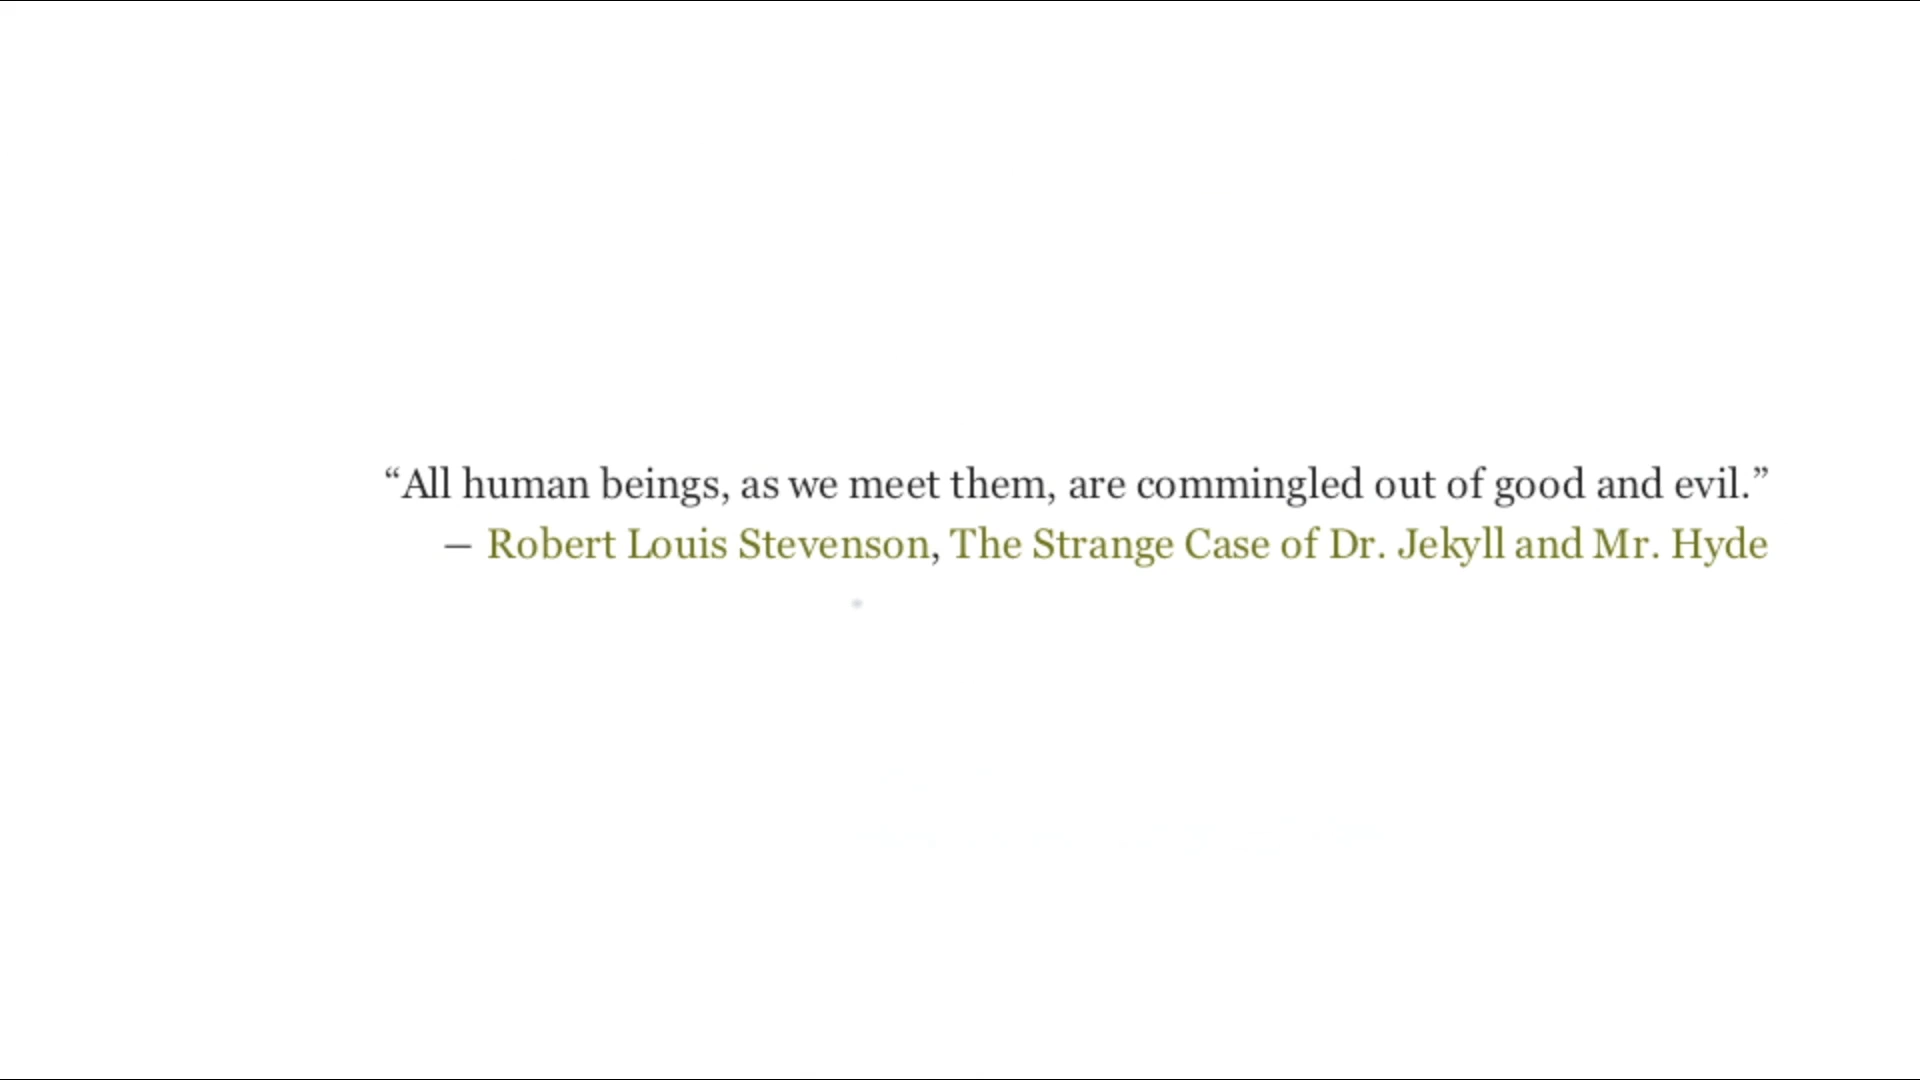 “All human beings, as we meet them, are commingled out of good and evil.”
― Robert Louis Stevenson, The Strange Case of Dr. Jekyll and Mr. Hyde